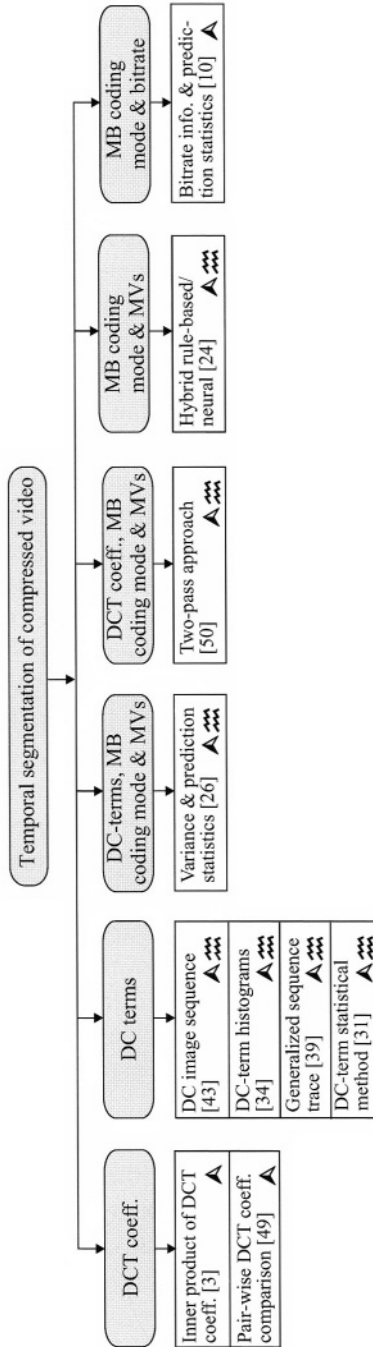 Temporal segmentation of compressed video
DCT coeff.
Inner product of DCT
coeff. [3]
Pair-wise DCT coeff.
comparison [49]
DC terms
DC image sequence
[43]
DC-term histograms
[34]
Generalized sequence
trace [39]
DC-term statistical
method [31]
DC-terms, MB
coding mode & MVs
Variance & prediction
statistics [26]
DCT coeff., MB
coding mode & MVs
Two-pass approach
[50]
MB coding
mode & MVs
Hybrid rule-based/
neural [24]
MB coding
mode & bitrate
Bitrate info. & predic-
tion statistics [10]